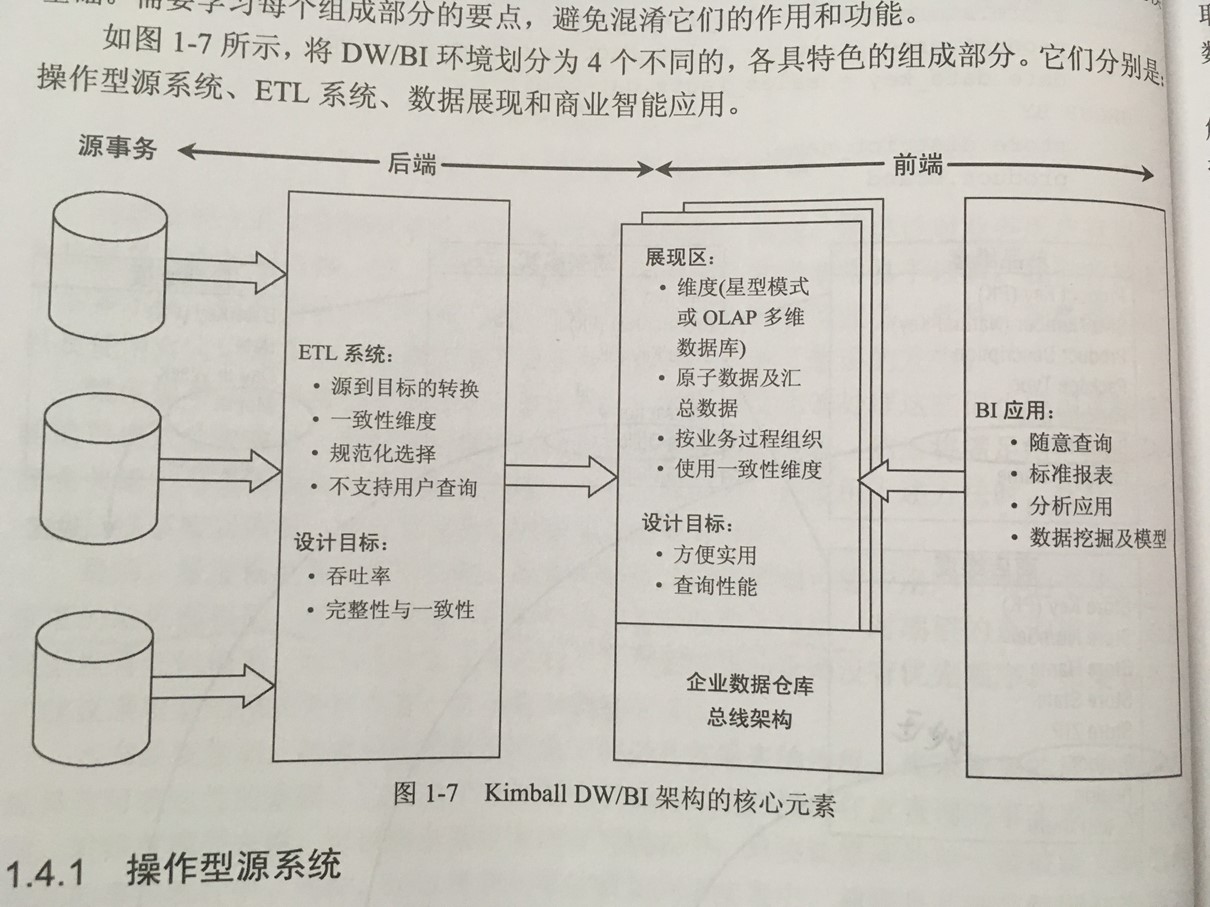 需要学习每个组成部分的要点，避免混淆它们的作用和功能。
如图 1-7 所示，将 DW/BI 环境划分为 4 个不同的，各具特色的组成部分。它们分别是：
操作型源系统、ETL 系统、数据展现和商业智能应用。
源事务
后端
前端
ETL 系统：
• 源到目标的转换
• 一致性维度
• 规范化选择
• 不支持用户查询
设计目标：
• 吞吐率
• 完整性与一致性
展现区：
• 维度(星型模式
或 OLAP 多维
数据库)
• 原子数据及汇
总数据
• 按业务过程组织
• 使用一致性维度
设计目标：
• 方便实用
• 查询性能
企业数据仓库
总线架构
BI 应用：
• 随意查询
• 标准报表
• 分析应用
• 数据挖掘及模型
图 1-7 Kimball DW/BI 架构的核心元素
1.4.1 操作型源系统